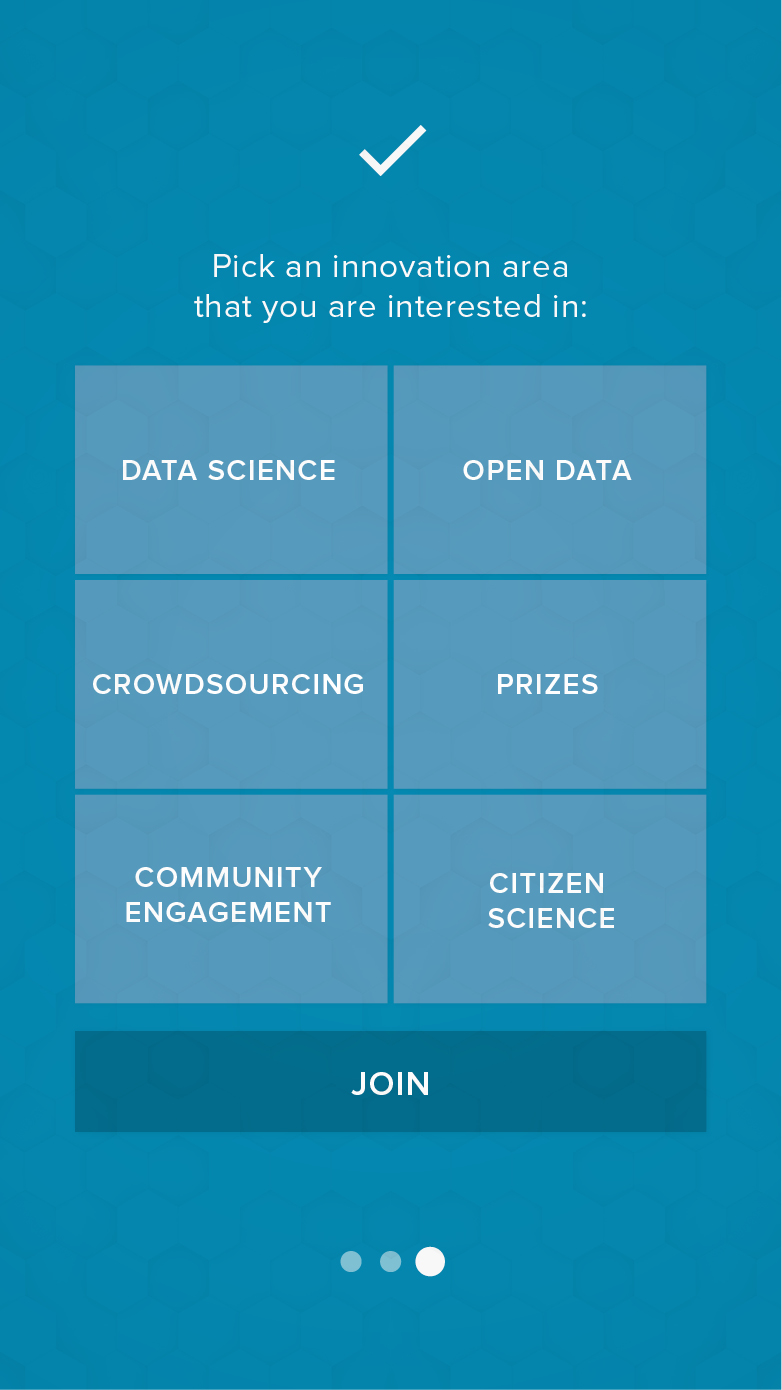 Pick an innovation area
that you are interested in:
DATA SCIENCE
OPEN DATA
CROWDSOURCING
PRIZES
COMMUNITY
ENGAGEMENT
CITIZEN
SCIENCE
JOIN